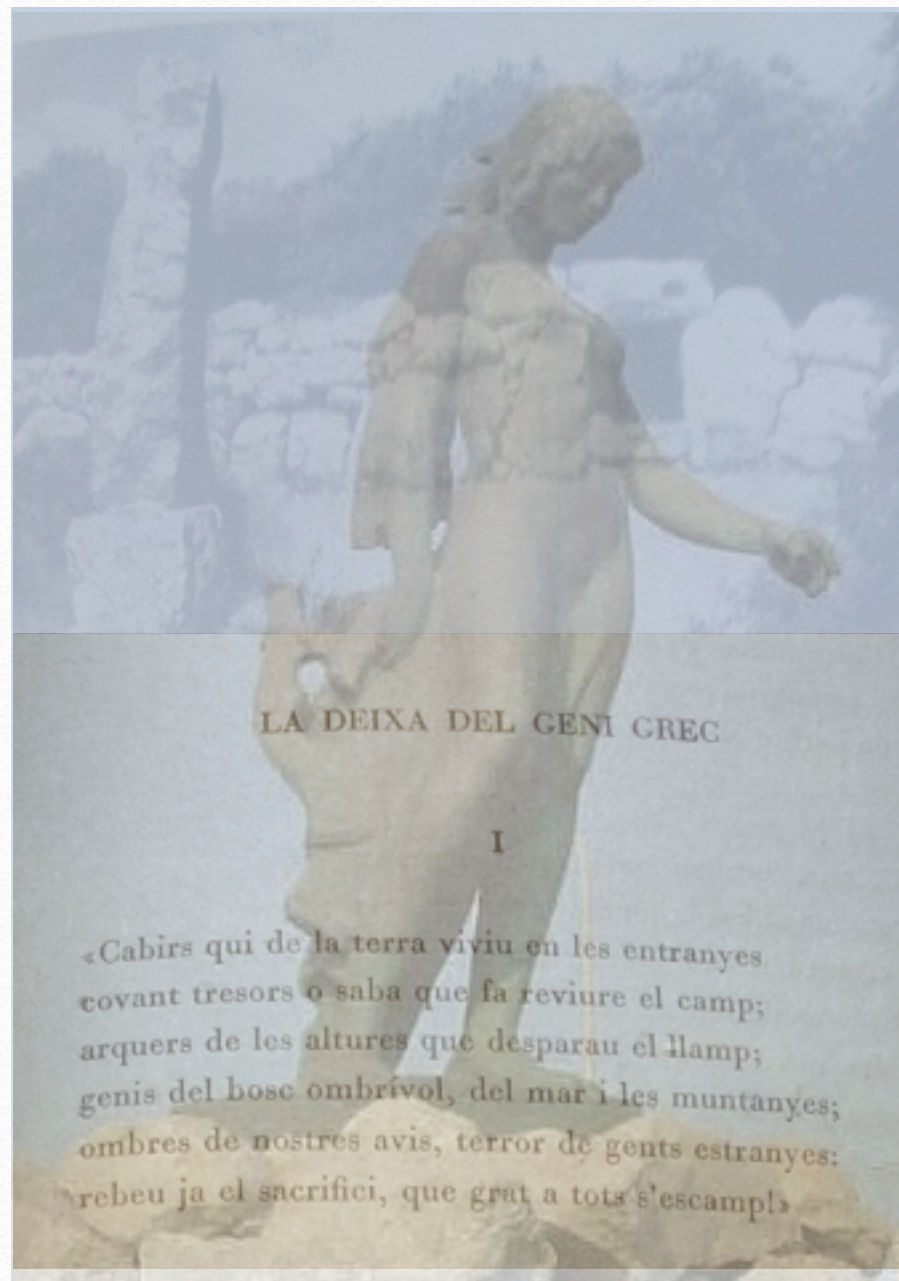 LA DEIXA DEL GENI GREC
I
«Cabirs qui de la terra viviu en les entranyes
covant tresors o saba que fa reviure el camp;
arquers de les altures que desparau el llamp;
genis del bosc ombrívol, del mar i les muntanyes;
ombres de nostres avis, terror de gents estranyes:
rebeu ja el sacrifici, que grat a tots s'escamp!»